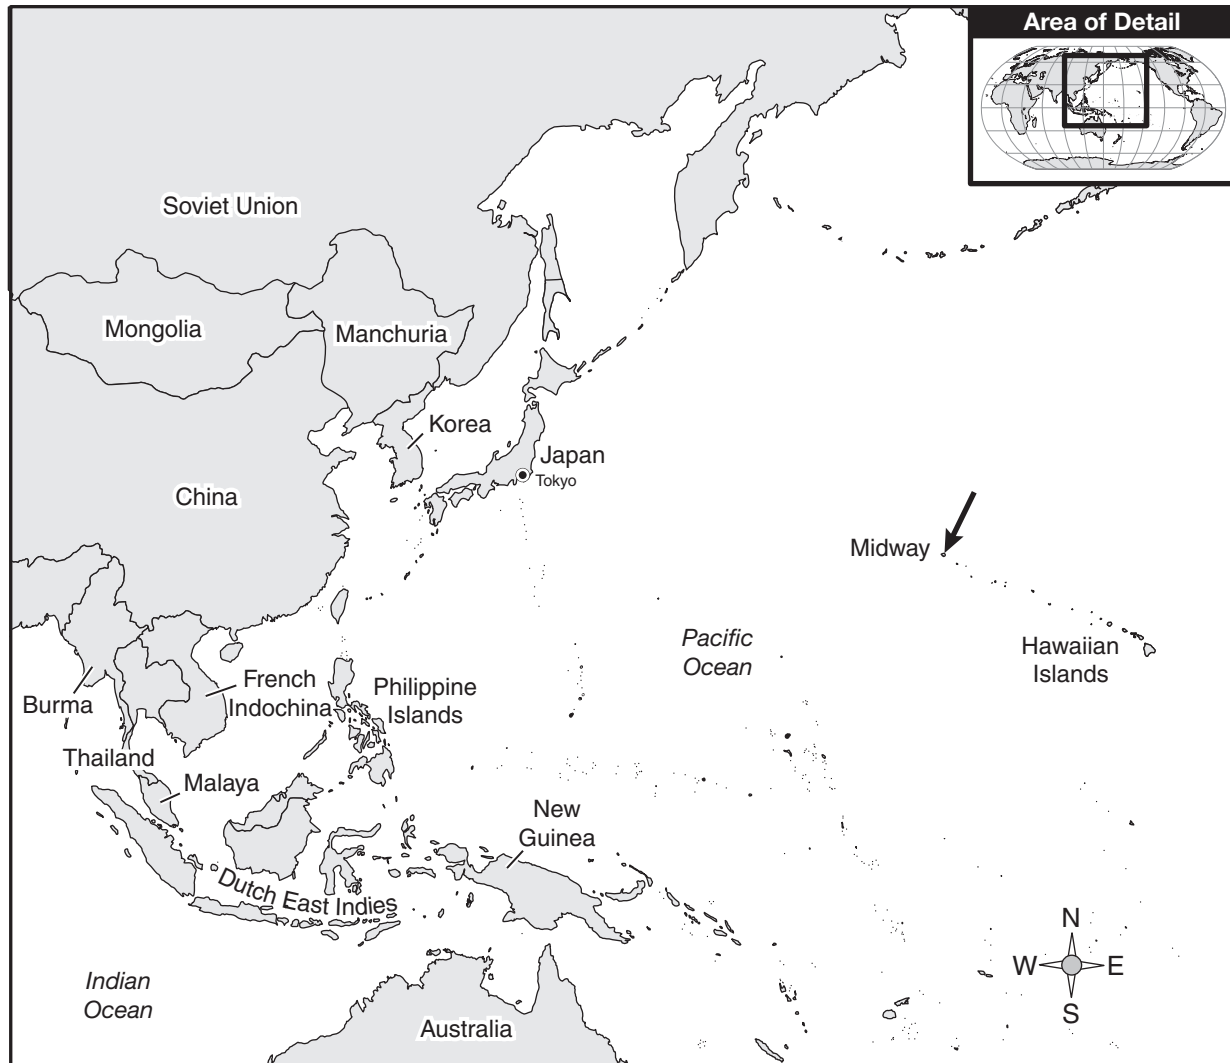 Area of Detail
Soviet Union
Mongolia
Manchuria
Korea
Japan
Tokyo
China
Midway
Pacific
Ocean
Hawaiian
Islands
Burma
French
Indochina
Philippine
Islands
Thailand
Malaya
New
Guinea
Dutch East Indies
Indian
Ocean
Australia
N
W
E
S